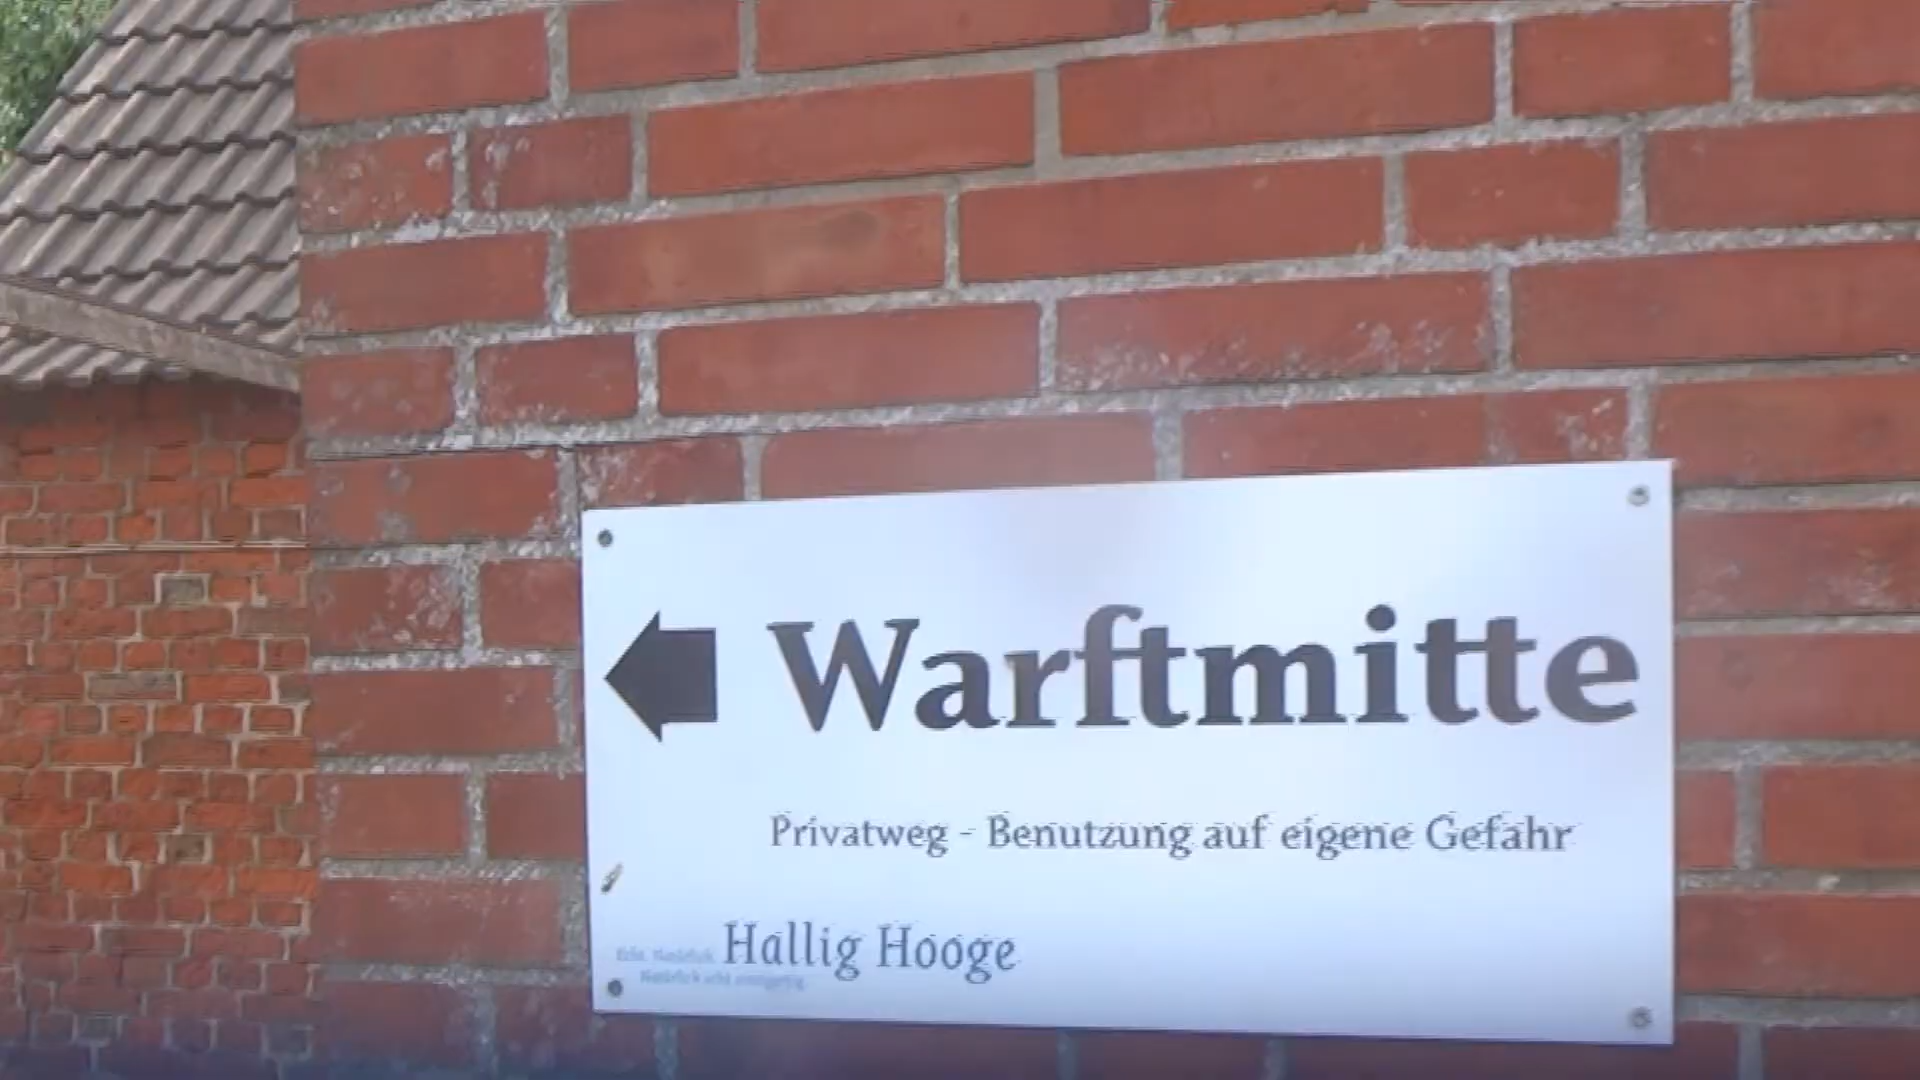 Warftmitte
Privatweg - Benutzung auf eigene Gefahr
Hallig Hooge